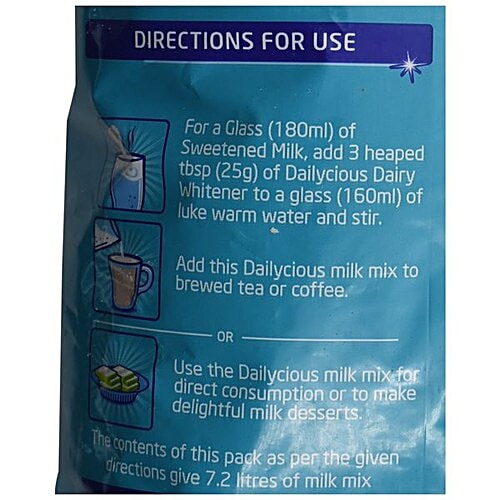 DIRECTIONS FOR USE
For a Glass (180ml) of
Sweetened Milk, add 3 heaped
tbsp (25g) of Dailycious Dairy
Whitener to a glass (160ml) of
luke warm water and stir.
Add this Dailycious milk mix to
brewed tea or coffee.
OR
Use the Dailycious milk mix for
direct consumption or to make
delightful milk desserts.
The contents of this pack as per the given
directions give 7.2 litres of milk mix